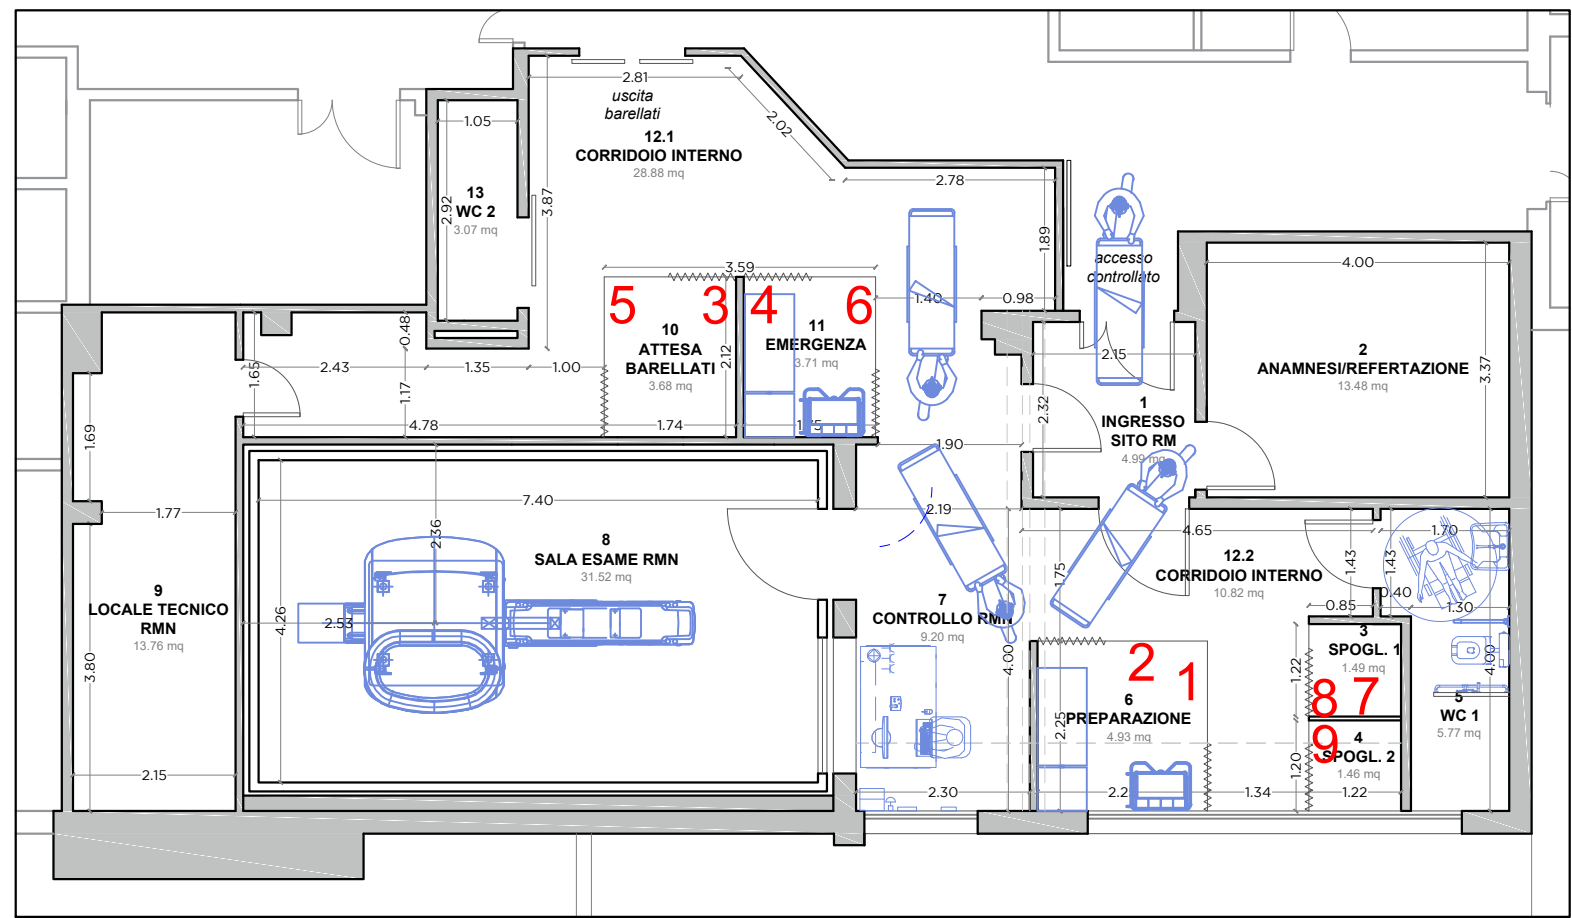 2.81
uscita
barellati
2.02
12.1
CORRIDOIO INTERNO
28.88 mq
1.05
2.92
13
WC 2
3.07 mq
3.87
2.78
1.89
accesso
controllato
4.00
3.59
1.40
0.98
5
3
4
6
10
ATTESA
BARELLATI
3.68 mq
2.12
11
EMERGENZA
3.71 mq
2.15
2
ANAMNESI/REFERTAZIONE
13.48 mq
3.37
0.48
1.65
2.43
1.17
1.35
1.00
4.78
1.74
1.90
2.32
1
INGRESSO
SITO RM
4.99 mq
1.69
1.77
7.40
2.36
8
SALA ESAME RMN
31.52 mq
2.19
4.65
1.70
1.43
1.43
12.2
CORRIDOIO INTERNO
10.82 mq
1.75
0.40
0.85
1.30
9
LOCALE TECNICO
RMN
13.76 mq
4.26
2.53
7
CONTROLLO RMN
9.20 mq
4.00
3.80
3
SPOGL. 1
1.49 mq
1.22
4.00
2
1
8
7
6
PREPARAZIONE
4.93 mq
2.25
5
WC 1
5.77 mq
9
4
SPOGL. 2
1.46 mq
1.20
2.15
2.30
1.34
1.22